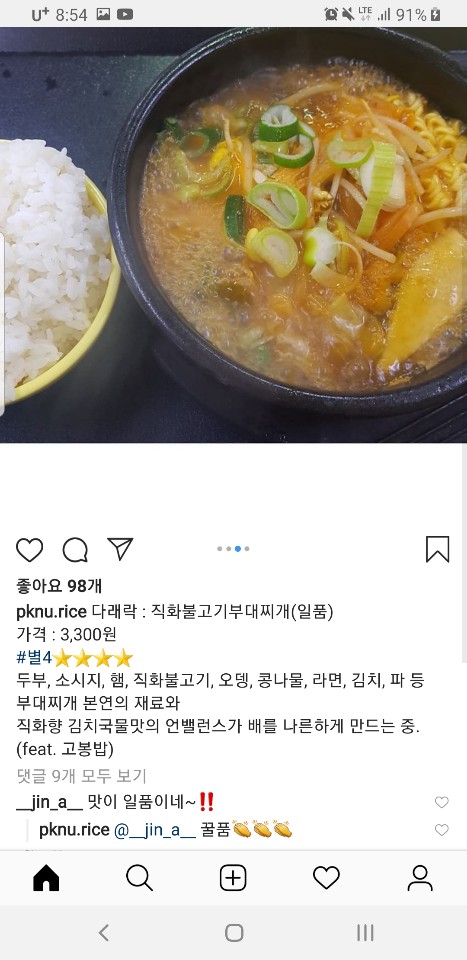 U+ 8:54 LTE 91%
좋아요 98개
pknu.rice 다래락 : 직화불고기부대찌개(일품)
가격 : 3,300원
#별4⭐⭐⭐⭐
두부, 소시지, 햄, 직화불고기, 오뎅, 콩나물, 라면, 김치, 파 등
부대찌개 본연의 재료와
직화향 김치국물맛의 언밸런스가 배를 나른하게 만드는 중.
(feat. 고봉밥)
댓글 9개 모두 보기
__jin_a__ 맛이 일품이네~‼️
pknu.rice @__jin_a__ 꿀품👏👏👏